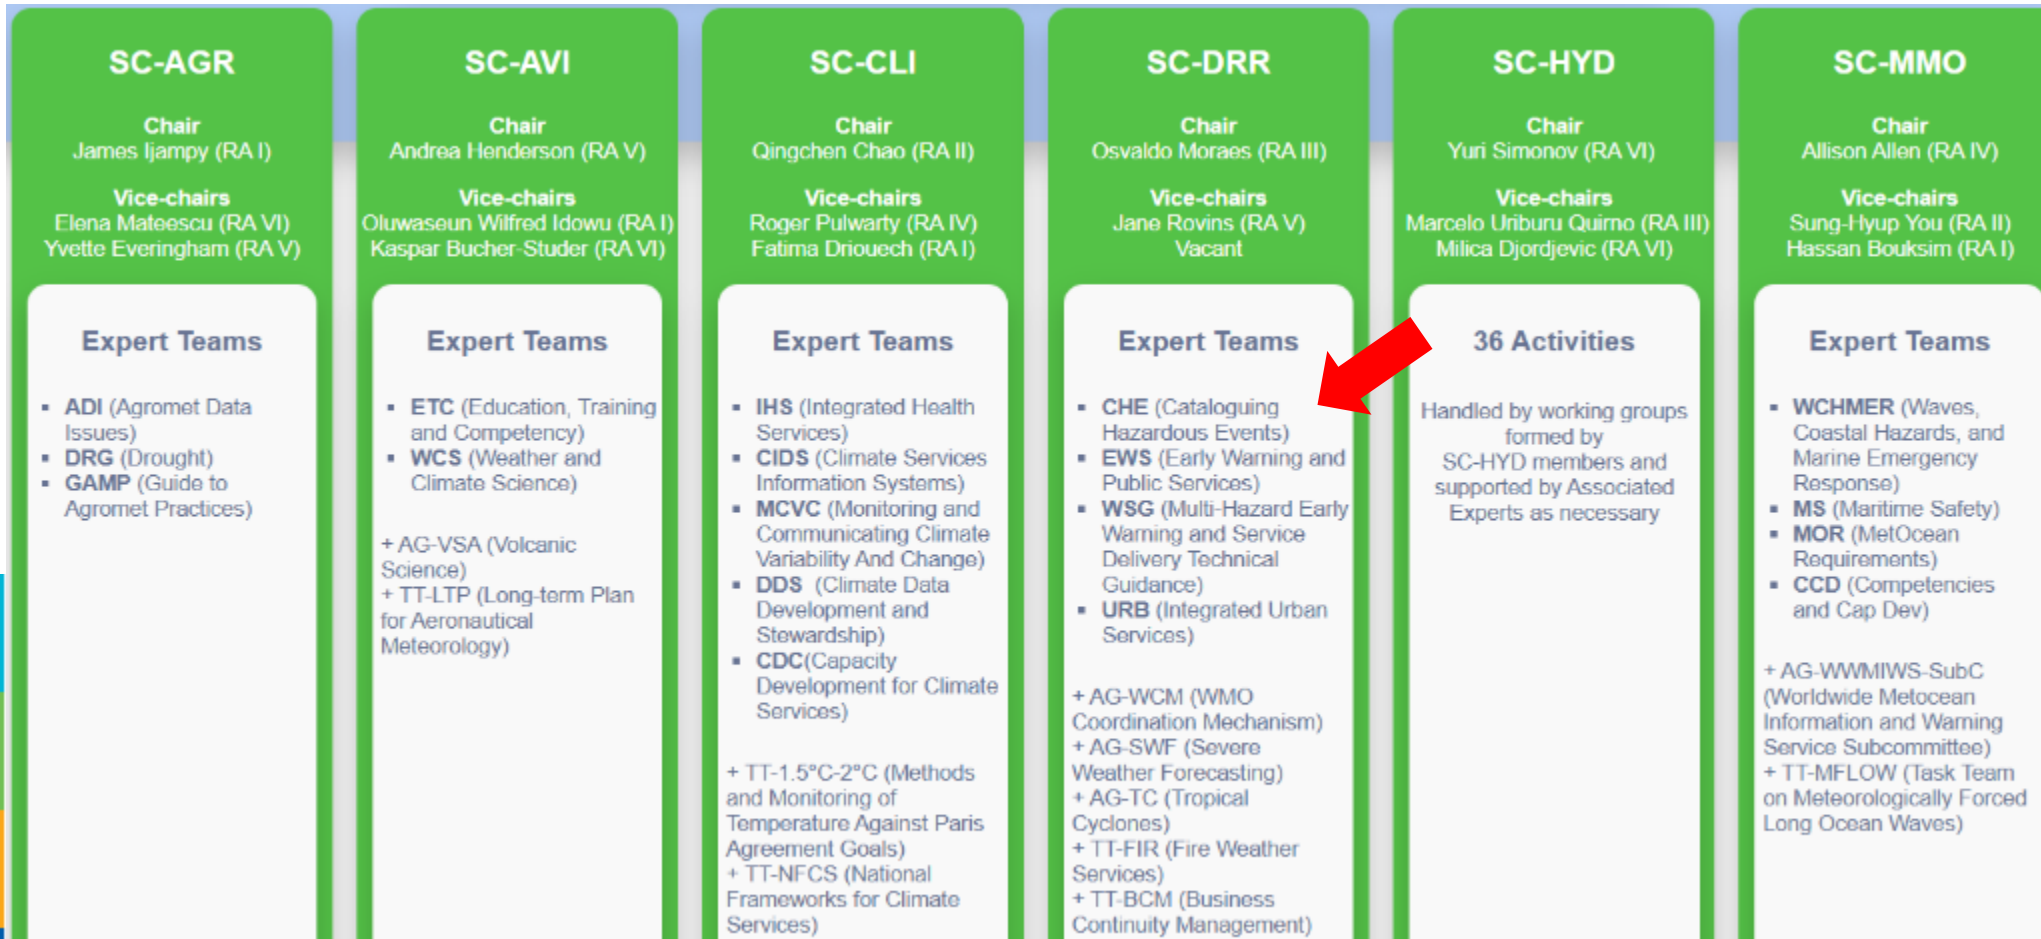 SC-AGR
Chair
James Ijampy (RA I)
Vice-chairs
Elena Mateescu (RA VI)
Yvette Everingham (RA V)
Expert Teams
▪ ADI (Agromet Data
Issues)
▪ DRG (Drought)
▪ GAMP (Guide to
Agromet Practices)
SC-AVI
Chair
Andrea Henderson (RA V)
Vice-chairs
Oluwaseun Wilfred Idowu (RA I)
Kaspar Bucher-Studer (RA VI)
Expert Teams
▪ ETC (Education, Training
and Competency)
▪ WCS (Weather and
Climate Science)
+ AG-VSA (Volcanic
Science)
+ TT-LTP (Long-term Plan
for Aeronautical
Meteorology)
SC-CLI
Chair
Qingchen Chao (RA II)
Vice-chairs
Roger Pulwarty (RA IV)
Fatima Driouech (RA I)
Expert Teams
▪ IHS (Integrated Health
Services)
▪ CIDS (Climate Services
Information Systems)
▪ MCVC (Monitoring and
Communicating Climate
Variability And Change)
▪ DDS (Climate Data
Development and
Stewardship)
▪ CDC(Capacity
Development for Climate
Services)
+ TT-1.5°C-2°C (Methods
and Monitoring of
Temperature Against Paris
Agreement Goals)
+ TT-NFCS (National
Frameworks for Climate
Services)
SC-DRR
Chair
Osvaldo Moraes (RA III)
Vice-chairs
Jane Rovins (RA V)
Vacant
Expert Teams
▪ CHE (Cataloguing
Hazardous Events)
▪ EWS (Early Warning and
Public Services)
▪ WSG (Multi-Hazard Early
Warning and Service
Delivery Technical
Guidance)
▪ URB (Integrated Urban
Services)
+ AG-WCM (WMO
Coordination Mechanism)
+ AG-SWF (Severe
Weather Forecasting)
+ AG-TC (Tropical
Cyclones)
+ TT-FIR (Fire Weather
Services)
+ TT-BCM (Business
Continuity Management)
SC-HYD
Chair
Yuri Simonov (RA VI)
Vice-chairs
Marcelo Uriburu Quirno (RA III)
Milica Djordjevic (RA VI)
36 Activities
Handled by working groups
formed by
SC-HYD members and
supported by Associated
Experts as necessary
SC-MMO
Chair
Allison Allen (RA IV)
Vice-chairs
Sung-Hyup You (RA II)
Hassan Bouksim (RA I)
Expert Teams
▪ WCHMER (Waves,
Coastal Hazards, and
Marine Emergency
Response)
▪ MS (Maritime Safety)
▪ MOR (MetOcean
Requirements)
▪ CCD (Competencies
and Cap Dev)
+ AG-WWMIWS-SubC
(Worldwide Metocean
Information and Warning
Service Subcommittee)
+ TT-MFLOW (Task Team
on Meteorologically Forced
Long Ocean Waves)